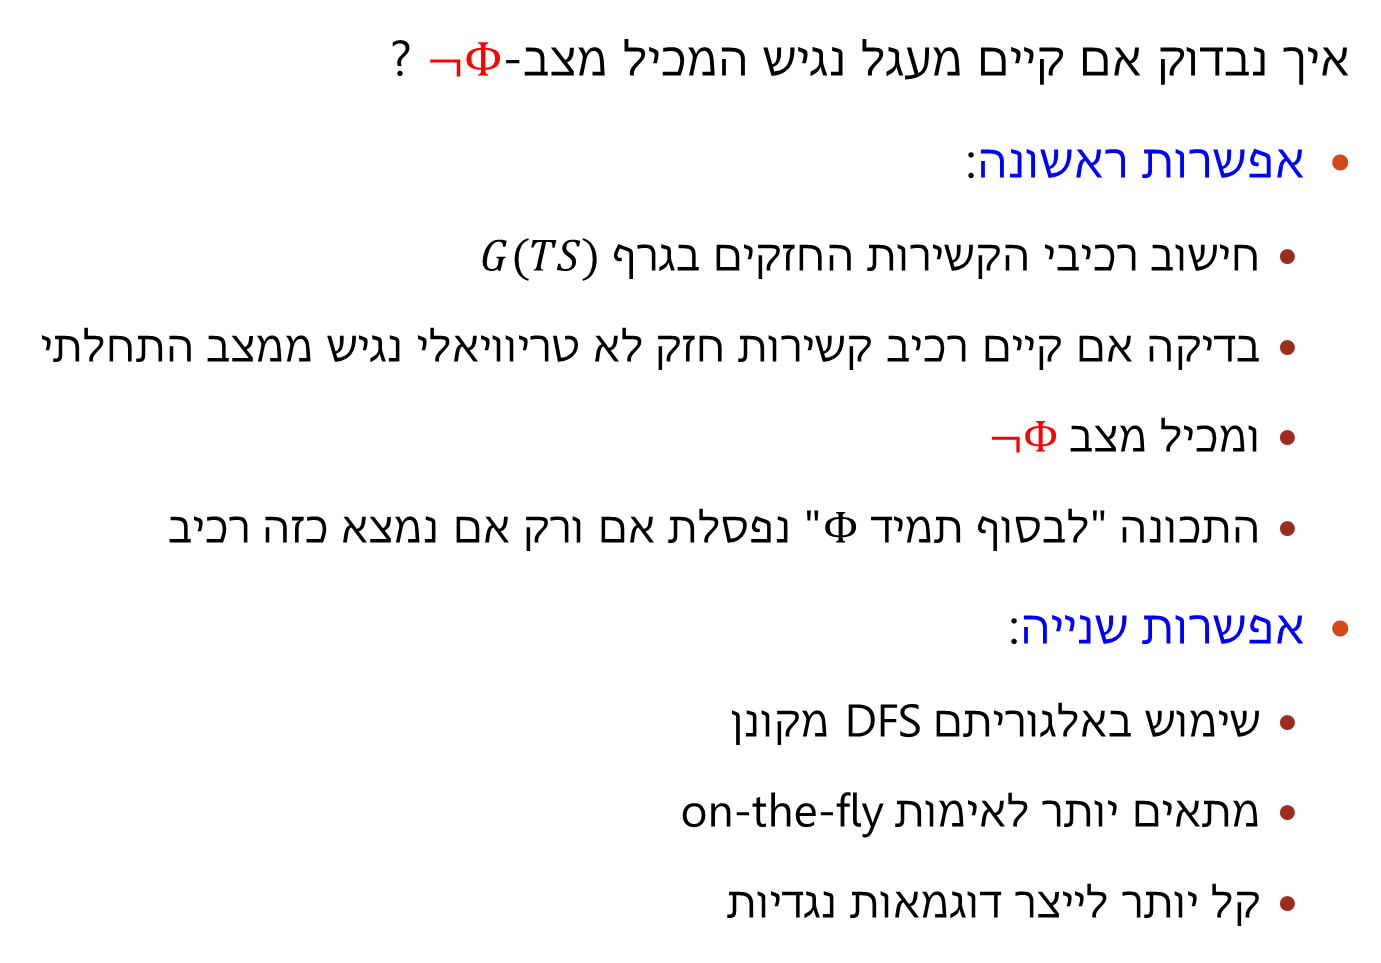 איך נבדוק אם קיים מעגל נגיש המכיל מצב-¬Φ ?
• אפשרות ראשונה:
• חישוב רכיבי הקשירות החזקים בגרף G(TS)
• בדיקה אם קיים רכיב קשירות חזק לא טריוויאלי נגיש ממצב התחלתי
• ומכיל מצב ¬Φ
• התכונה "לבסוף תמיד Φ" נפסלת אם ורק אם נמצא כזה רכיב
• אפשרות שנייה:
• שימוש באלגוריתם DFS מקונן
• מתאים יותר לאימות on-the-fly
• קל יותר לייצר דוגמאות נגדיות